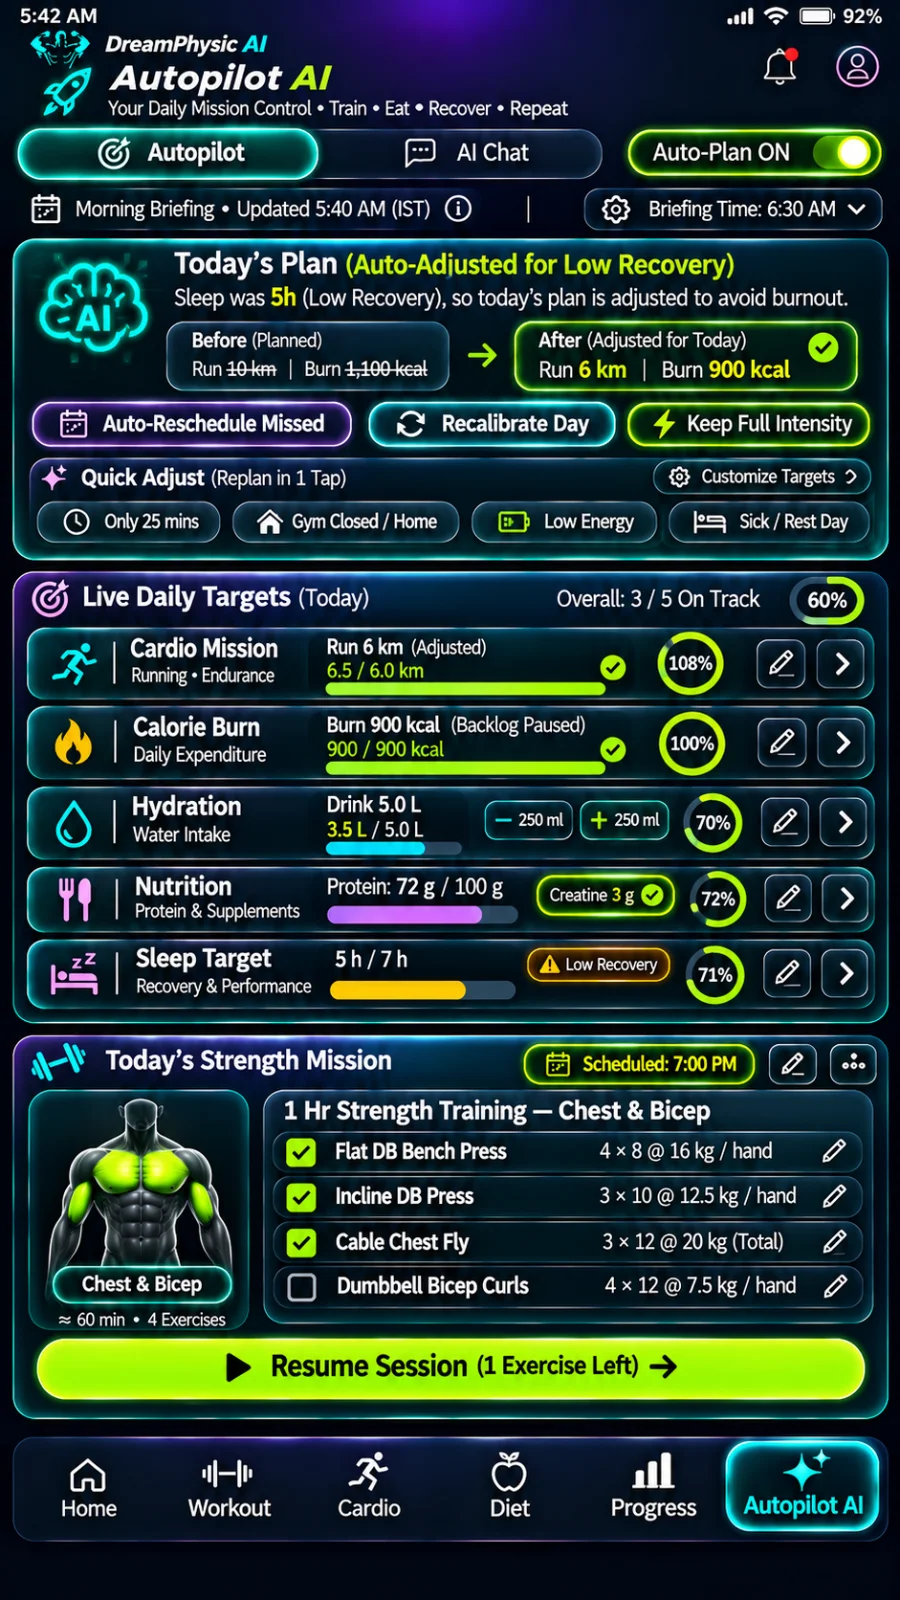 5:42 AM
92%
DreamPhysic AI
Autopilot AI
Your Daily Mission Control • Train • Eat • Recover • Repeat
Autopilot
AI Chat
Auto-Plan ON
Morning Briefing • Updated 5:40 AM (IST)
Briefing Time: 6:30 AM
AI
Today's Plan (Auto-Adjusted for Low Recovery)
Sleep was 5h (Low Recovery), so today's plan is adjusted to avoid burnout.
Before (Planned)
Run 10 km | Burn 1,100 kcal
After (Adjusted for Today)
Run 6 km | Burn 900 kcal
Auto-Reschedule Missed
Recalibrate Day
Keep Full Intensity
Quick Adjust (Replan in 1 Tap)
Customize Targets
Only 25 mins
Gym Closed / Home
Low Energy
Sick / Rest Day
Live Daily Targets (Today)
Overall: 3 / 5 On Track
60%
Cardio Mission
Running • Endurance
Run 6 km (Adjusted)
6.5 / 6.0 km
108%
Calorie Burn
Daily Expenditure
Burn 900 kcal (Backlog Paused)
900 / 900 kcal
100%
Hydration
Water Intake
Drink 5.0 L
3.5 L / 5.0 L
− 250 ml
+ 250 ml
70%
Nutrition
Protein & Supplements
Protein: 72 g / 100 g
Creatine 3 g
72%
Sleep Target
Recovery & Performance
5 h / 7 h
Low Recovery
71%
Today's Strength Mission
Scheduled: 7:00 PM
Chest & Bicep
≈ 60 min • 4 Exercises
1 Hr Strength Training — Chest & Bicep
Flat DB Bench Press 4 × 8 @ 16 kg / hand
Incline DB Press 3 × 10 @ 12.5 kg / hand
Cable Chest Fly 3 × 12 @ 20 kg (Total)
Dumbbell Bicep Curls 4 × 12 @ 7.5 kg / hand
Resume Session (1 Exercise Left) →
Home
Workout
Cardio
Diet
Progress
Autopilot AI